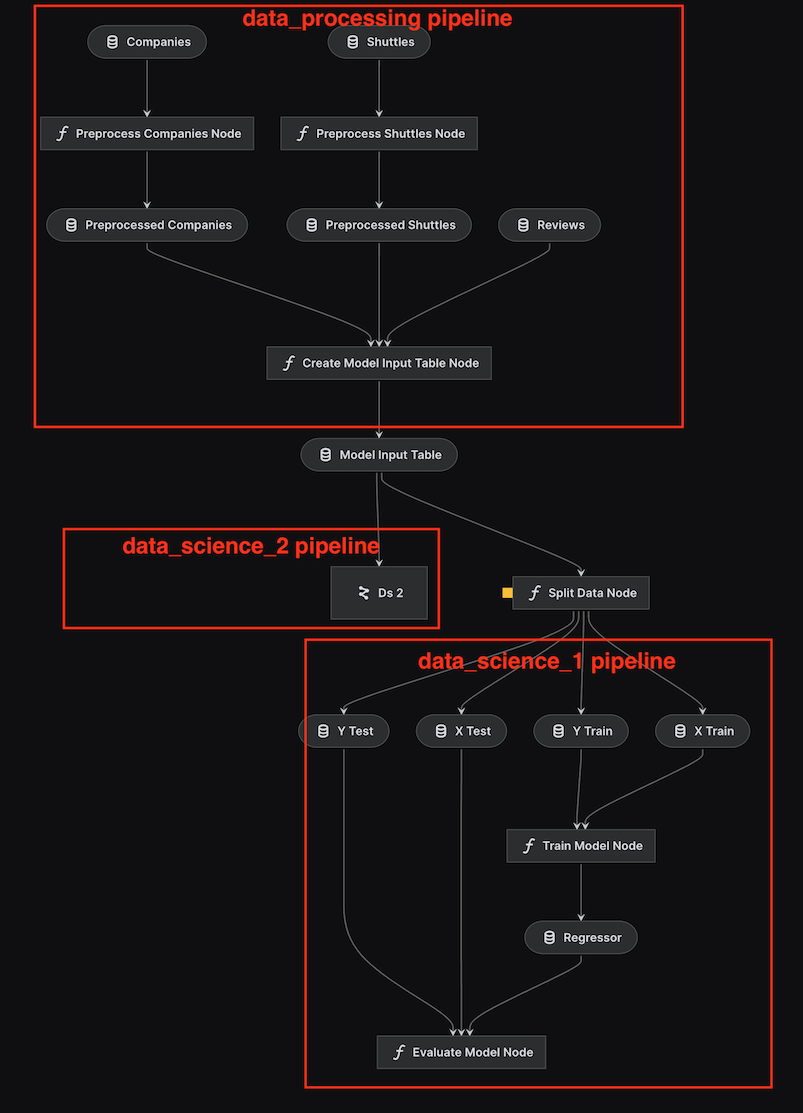 data_processing pipeline
Companies
Shuttles
Preprocess Companies Node
Preprocess Shuttles Node
Preprocessed Companies
Preprocessed Shuttles
Reviews
Create Model Input Table Node
Model Input Table
data_science_2 pipeline
Ds 2
Split Data Node
data_science_1 pipeline
Y Test
X Test
Y Train
X Train
Train Model Node
Regressor
Evaluate Model Node